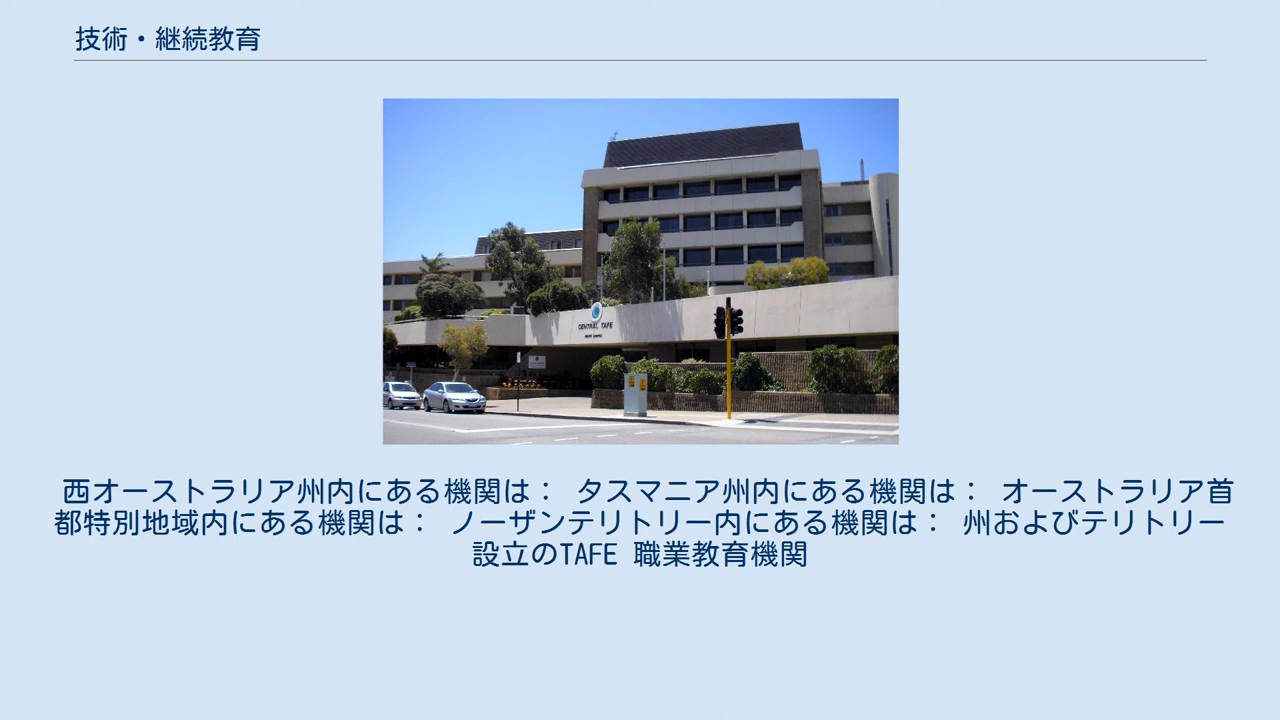 技術・継続教育
CENTRAL TAFE
西オーストラリア州内にある機関は： タスマニア州内にある機関は： オーストラリア首
都特別地域内にある機関は： ノーザンテリトリー内にある機関は： 州およびテリトリー
設立のTAFE 職業教育機関